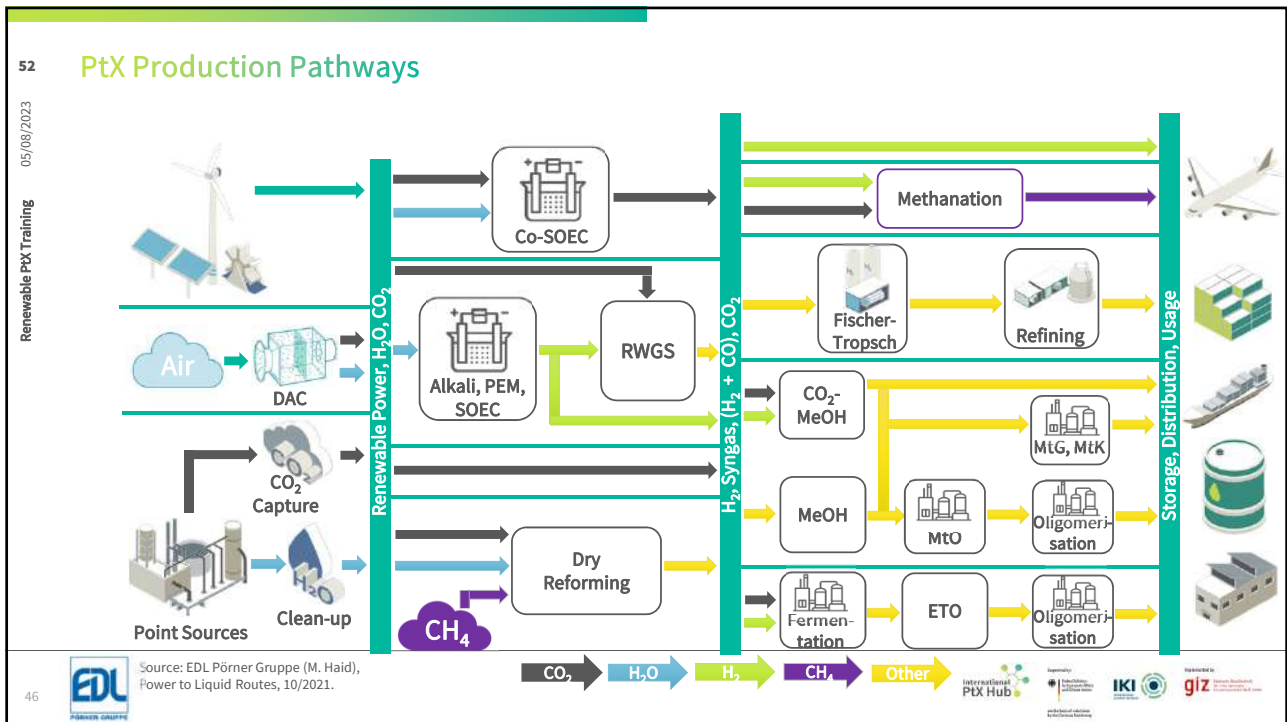 52
PtX Production Pathways
05/08/2023
Renewable PtX Training
Air
DAC
CO₂
Capture
Point Sources
H₂O
Clean-up
Renewable Power, H₂O, CO₂
Co-SOEC
Alkali, PEM,
SOEC
RWGS
Dry
Reforming
CH₄
H₂, Syngas, (H₂ + CO), CO₂
Methanation
Fischer-
Tropsch
Refining
CO₂-
MeOH
MtG, MtK
MeOH
MtO
Oligomeri-
sation
Fermen-
tation
ETO
Oligomeri-
sation
Storage, Distribution, Usage
46
EDL
PÖRNER GRUPPE
Source: EDL Pörner Gruppe (M. Haid),
Power to Liquid Routes, 10/2021.
CO₂
H₂O
H₂
CH₄
Other
International
PtX Hub
IKI
giz